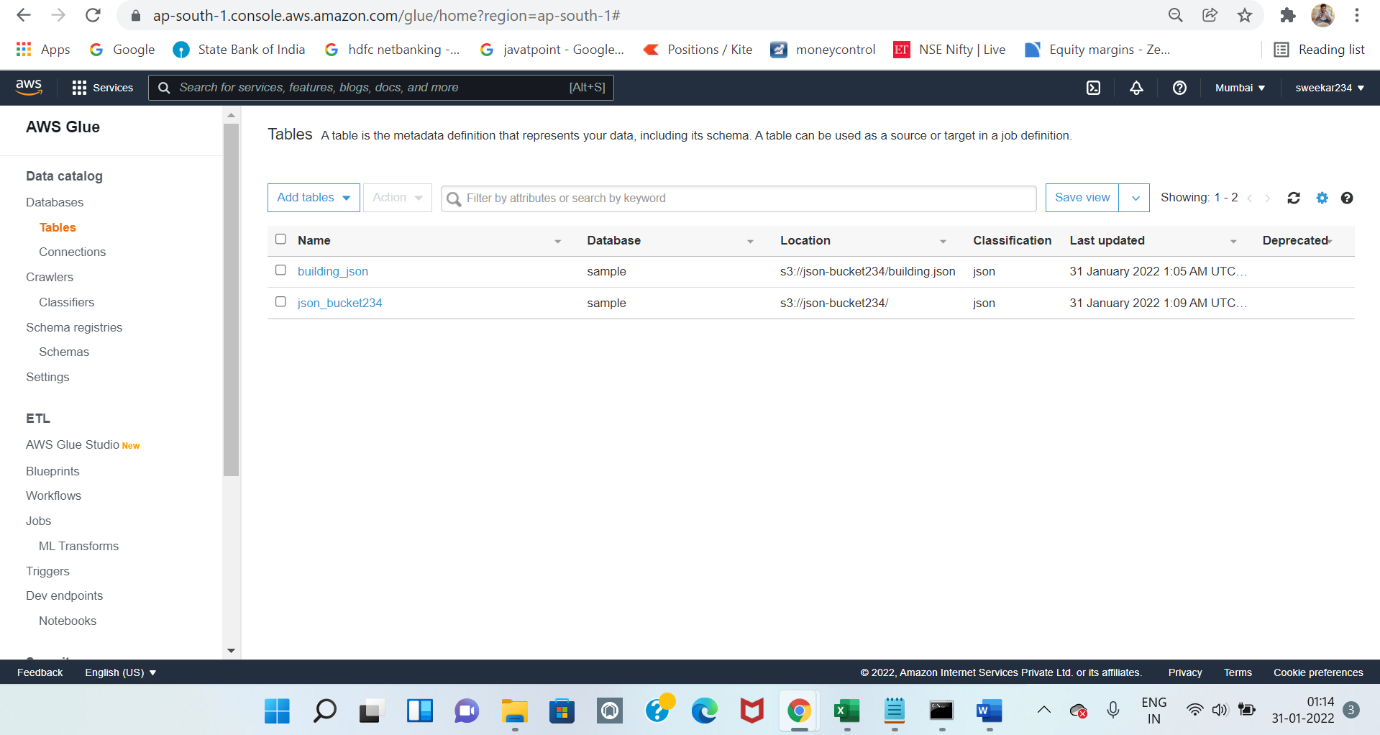 ap-south-1.console.aws.amazon.com/glue/home?region=ap-south-1#
Apps Google State Bank of India hdfc netbanking -... javatpoint - Google... Positions / Kite moneycontrol ET NSE Nifty | Live Equity margins - Ze... Reading list
aws Services Search for services, features, blogs, docs, and more [Alt+S] Mumbai sweekar234
AWS Glue
Data catalog
Databases
Tables
Connections
Crawlers
Classifiers
Schema registries
Schemas
Settings
ETL
AWS Glue Studio New
Blueprints
Workflows
Jobs
ML Transforms
Triggers
Dev endpoints
Notebooks
Tables A table is the metadata definition that represents your data, including its schema. A table can be used as a source or target in a job definition.
Add tables Action Filter by attributes or search by keyword Save view Showing: 1 - 2
Name Database Location Classification Last updated Deprecated
building_json sample s3://json-bucket234/building.json json 31 January 2022 1:05 AM UTC...
json_bucket234 sample s3://json-bucket234/ json 31 January 2022 1:09 AM UTC...
Feedback English (US) © 2022, Amazon Internet Services Private Ltd. or its affiliates. Privacy Terms Cookie preferences
ENG 01:14
IN 31-01-2022 3